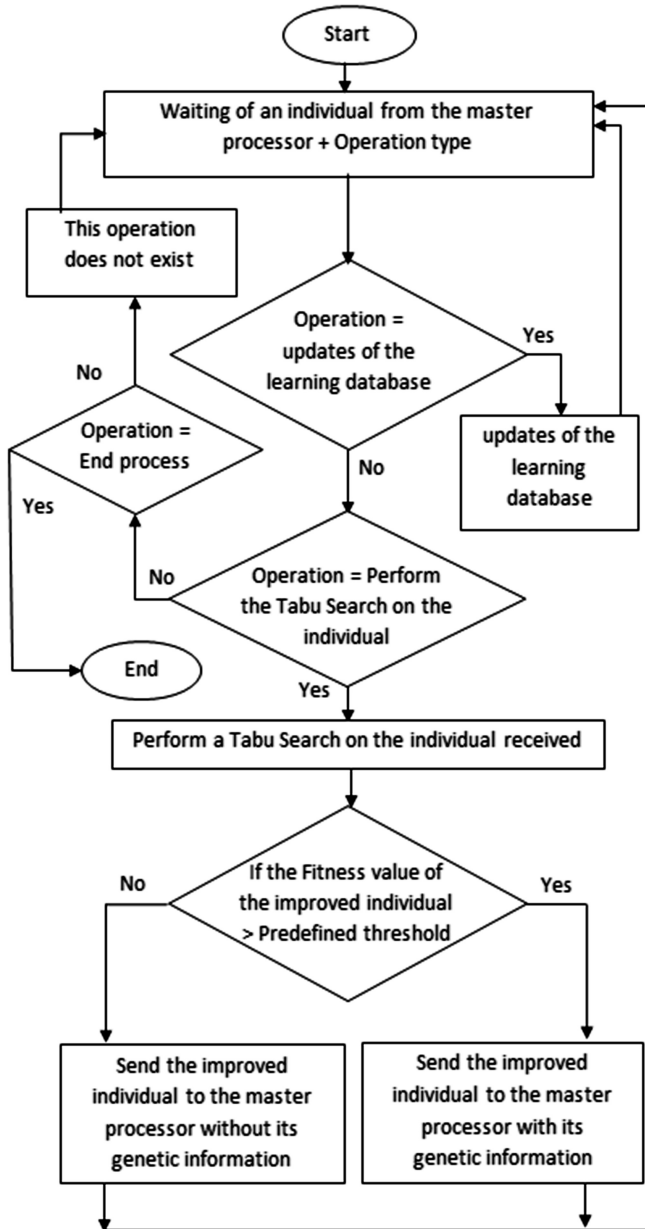 Start
Waiting of an individual from the master
processor + Operation type
This operation
does not exist
Operation =
updates of the
learning database
Yes
No
Operation =
End process
updates of the
learning
database
Yes
No
No
Operation = Perform
the Tabu Search on the
individual
End
Yes
Perform a Tabu Search on the individual received
If the Fitness value of
the improved individual
> Predefined threshold
No
Yes
Send the improved
individual to the master
processor without its
genetic information
Send the improved
individual to the master
processor with its
genetic information